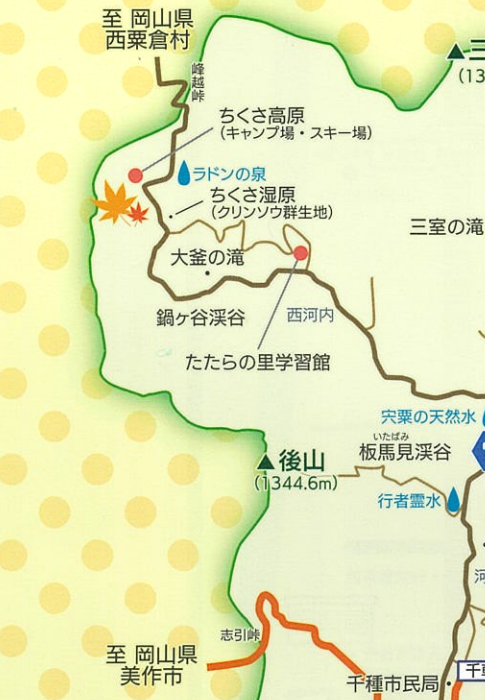 至 岡山県
西粟倉村
峰越峠
ちくさ高原
(キャンプ場・スキー場)
ラドンの泉
ちくさ湿原
(クリンソウ群生地)
三室の滝
大釜の滝
鍋ヶ谷渓谷
西河内
たたらの里学習館
宍粟の天然水
いたばみ
板馬見渓谷
後山
(1344.6m)
行者霊水
志引峠
至 岡山県
美作市
千種市民局
▲三
(13
河
千